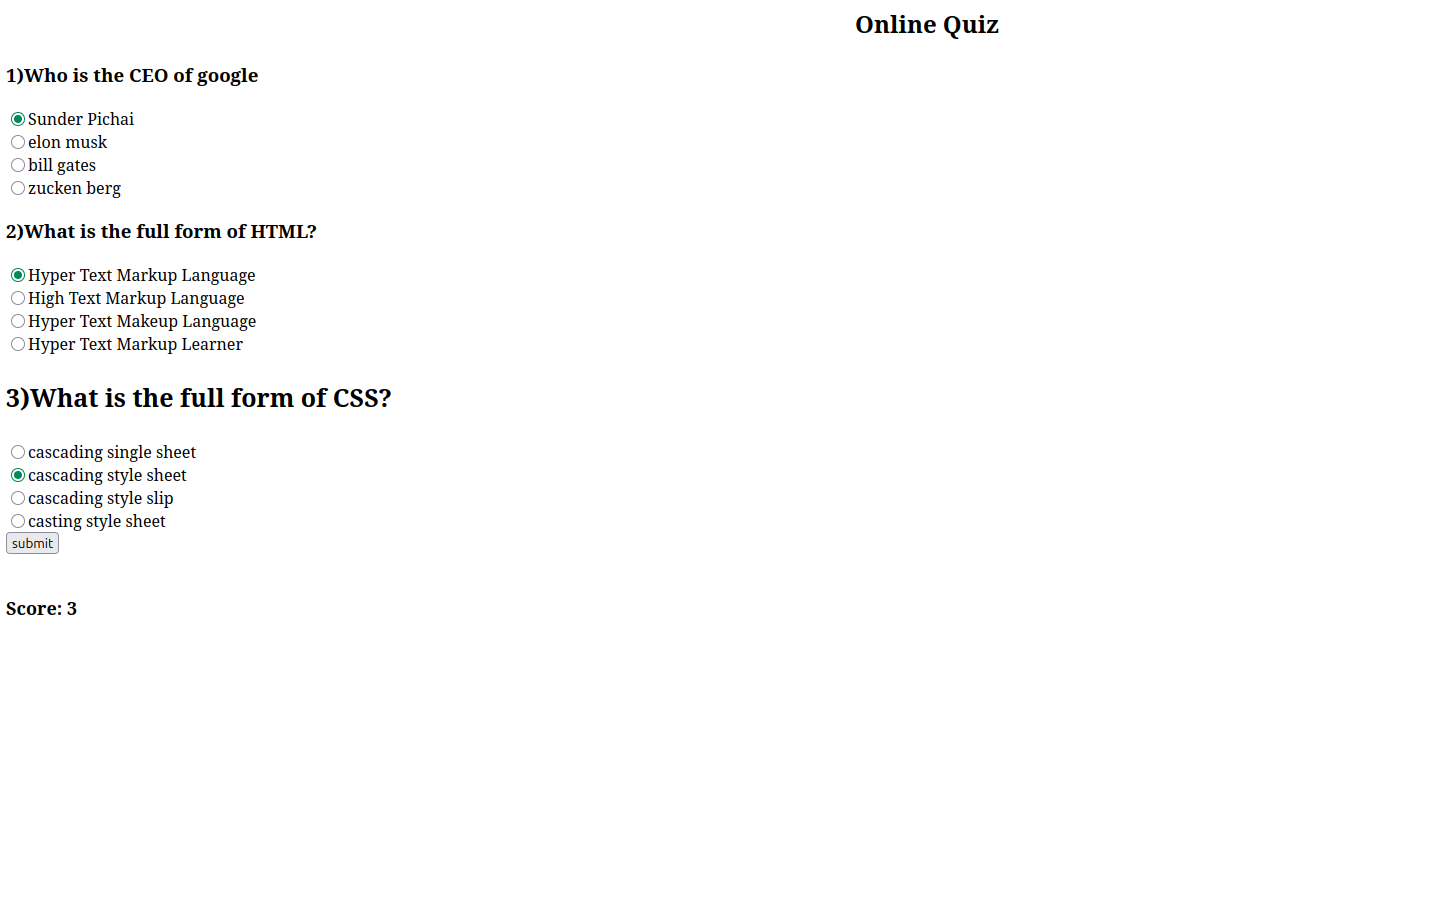 Online Quiz
1)Who is the CEO of google
Sunder Pichai
elon musk
bill gates
zucken berg
2)What is the full form of HTML?
Hyper Text Markup Language
High Text Markup Language
Hyper Text Makeup Language
Hyper Text Markup Learner
3)What is the full form of CSS?
cascading single sheet
cascading style sheet
cascading style slip
casting style sheet
submit
Score: 3